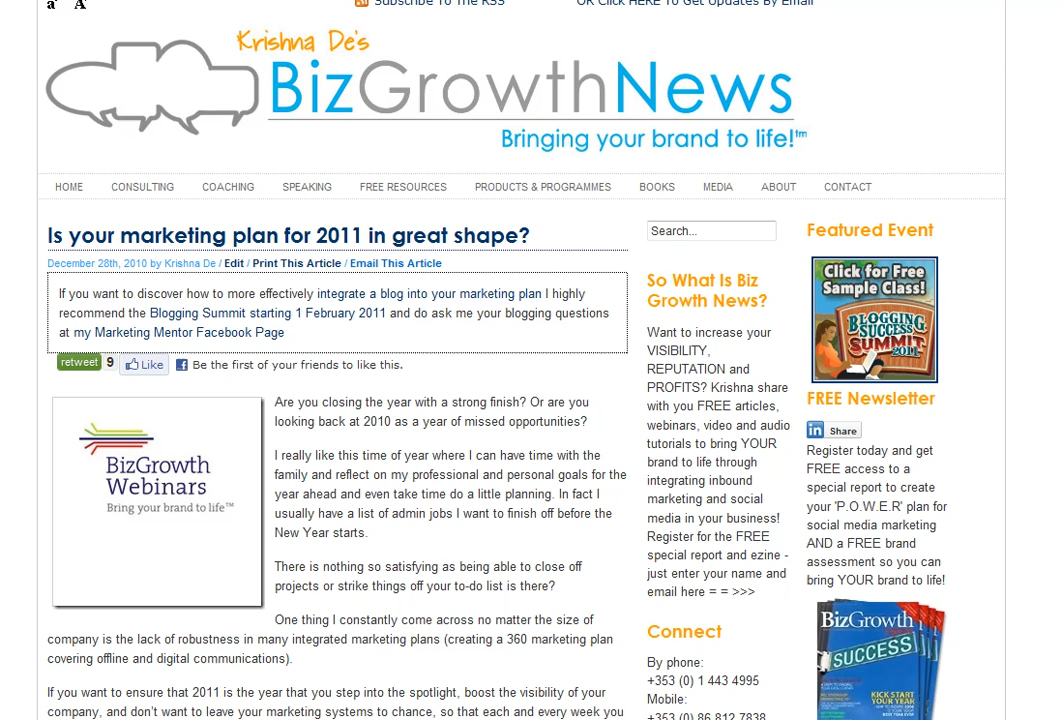 a A
Subscribe To The RSS OR Click HERE To Get Updates By Email
Krishna De's
BizGrowthNews
Bringing your brand to life!™
HOME CONSULTING COACHING SPEAKING FREE RESOURCES PRODUCTS & PROGRAMMES BOOKS MEDIA ABOUT CONTACT
Is your marketing plan for 2011 in great shape?
December 28th, 2010 by Krishna De / Edit / Print This Article / Email This Article
If you want to discover how to more effectively integrate a blog into your marketing plan I highly
recommend the Blogging Summit starting 1 February 2011 and do ask me your blogging questions
at my Marketing Mentor Facebook Page
retweet 9 Like Be the first of your friends to like this.
BizGrowth
Webinars
Bring your brand to life™
Are you closing the year with a strong finish? Or are you
looking back at 2010 as a year of missed opportunities?
I really like this time of year where I can have time with the
family and reflect on my professional and personal goals for the
year ahead and even take time do a little planning. In fact I
usually have a list of admin jobs I want to finish off before the
New Year starts.
There is nothing so satisfying as being able to close off
projects or strike things off your to-do list is there?
One thing I constantly come across no matter the size of
company is the lack of robustness in many integrated marketing plans (creating a 360 marketing plan
covering offline and digital communications).
If you want to ensure that 2011 is the year that you step into the spotlight, boost the visibility of your
company, and don't want to leave your marketing systems to chance, so that each and every week you
Search...
So What Is Biz
Growth News?
Want to increase your
VISIBILITY,
REPUTATION and
PROFITS? Krishna share
with you FREE articles,
webinars, video and audio
tutorials to bring YOUR
brand to life through
integrating inbound
marketing and social
media in your business!
Register for the FREE
special report and ezine -
just enter your name and
email here = = >>>
Connect
By phone:
+353 (0) 1 443 4995
Mobile:
+353 (0) 86 812 7838
Featured Event
Click for Free
Sample Class!
BLOGGING
SUCCESS
SUMMIT
2011
FREE Newsletter
in Share
Register today and get
FREE access to a
special report to create
your 'P.O.W.E.R' plan for
social media marketing
AND a FREE brand
assessment so you can
bring YOUR brand to life!
BizGrowth
SUCCESS
KICK START
YOUR YEAR